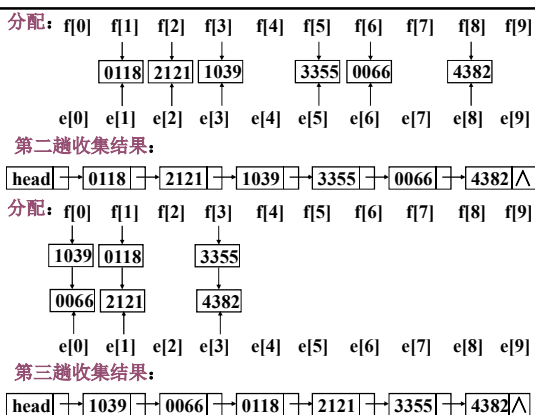 分配：f[0] f[1] f[2] f[3] f[4] f[5] f[6] f[7] f[8] f[9]
0118 2121 1039 3355 0066 4382
e[0] e[1] e[2] e[3] e[4] e[5] e[6] e[7] e[8] e[9]
第二趟收集结果：
head 0118 2121 1039 3355 0066 4382 ∧
分配：f[0] f[1] f[2] f[3] f[4] f[5] f[6] f[7] f[8] f[9]
1039 0118 3355
0066 2121 4382
e[0] e[1] e[2] e[3] e[4] e[5] e[6] e[7] e[8] e[9]
第三趟收集结果：
head 1039 0066 0118 2121 3355 4382 ∧